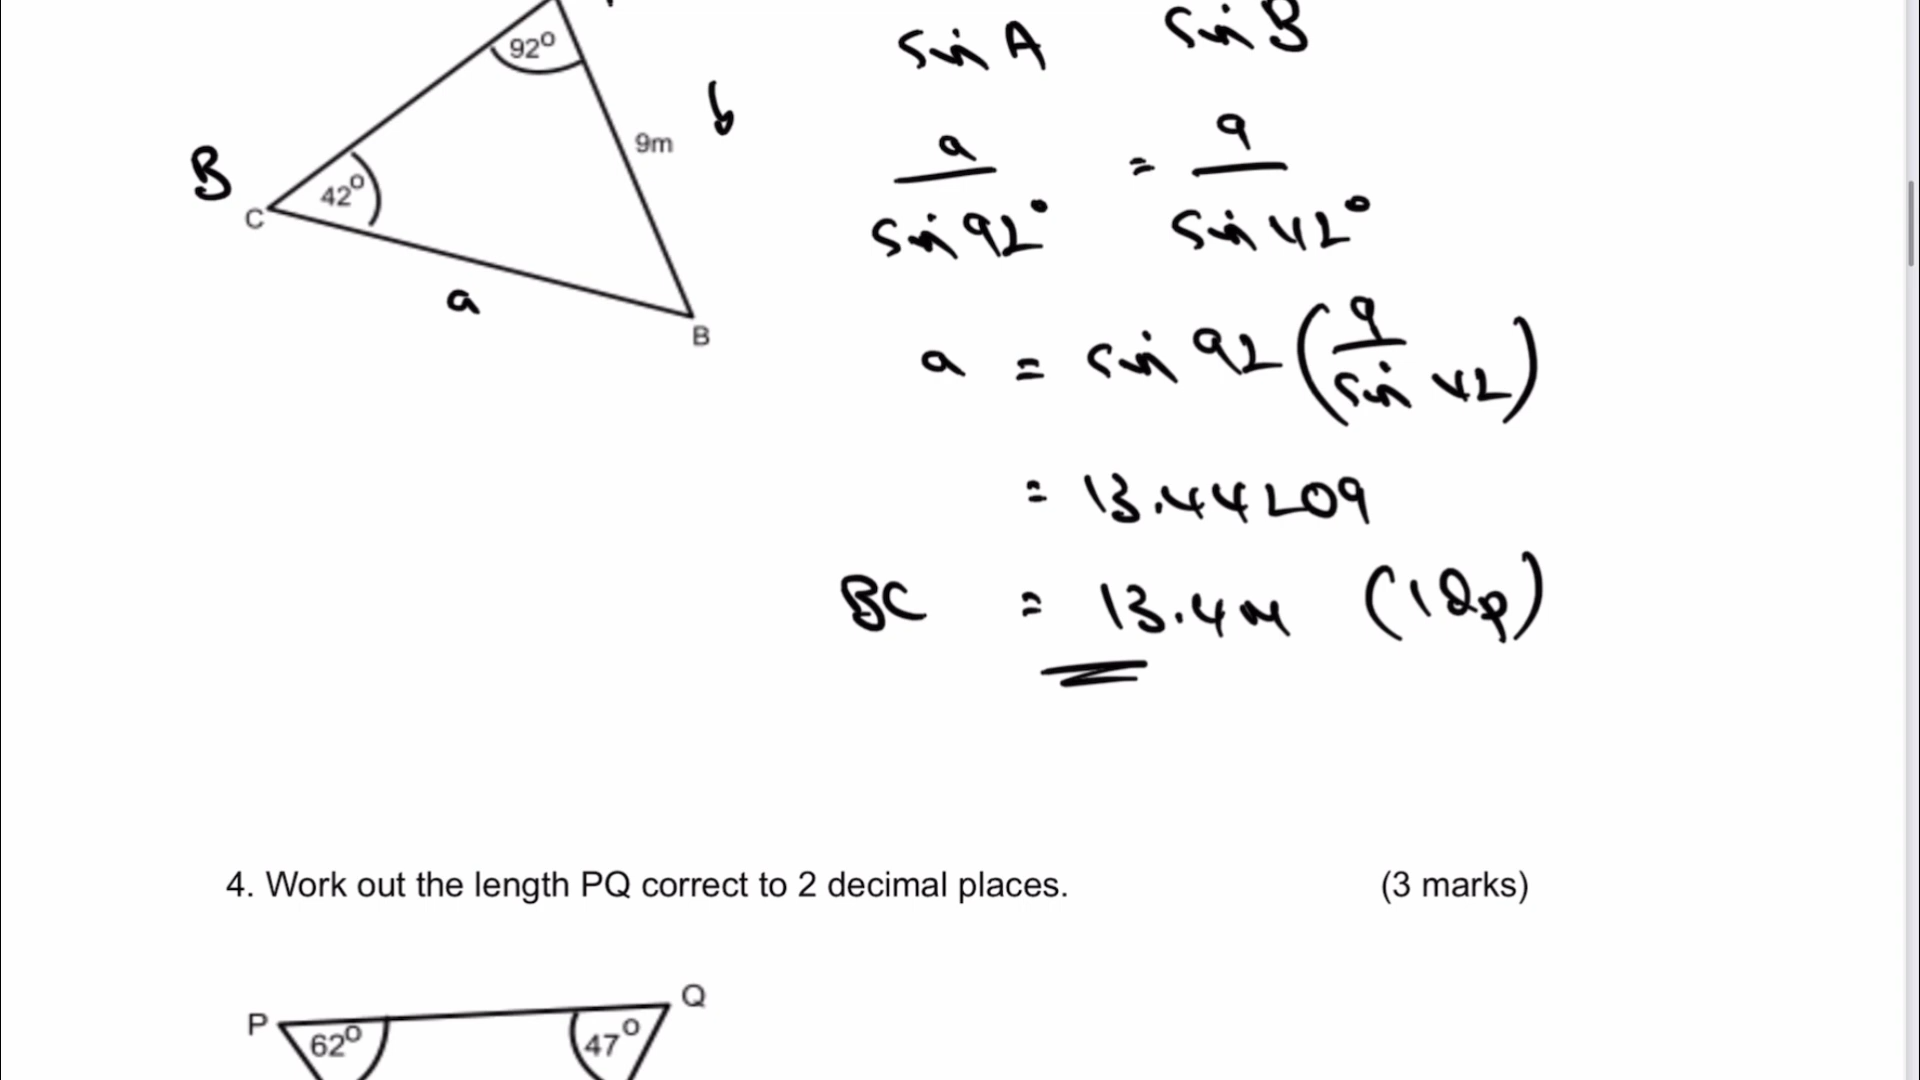 sin A sin B
92°
9m
B
42°
C
a
B
a = 9
sin 92° sin 42°
a = sin 92 (9 / sin 42)
= 13.44209
BC = 13.4m (1Dp)
4. Work out the length PQ correct to 2 decimal places. (3 marks)
Q
P
62°
47°